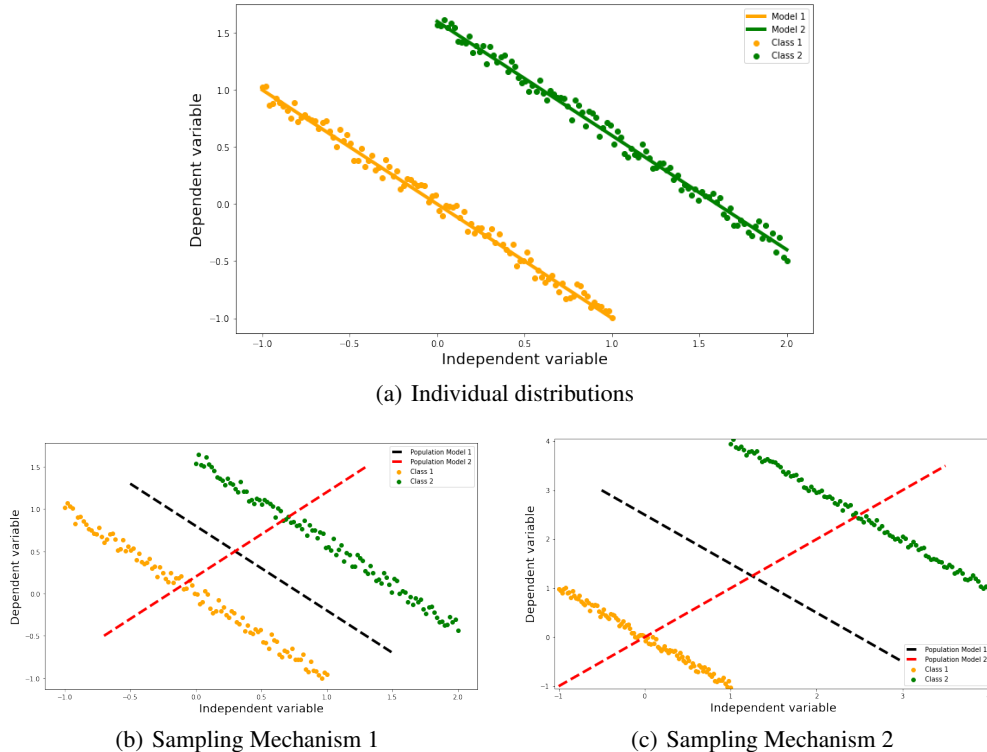 Model 1
Model 2
Class 1
Class 2
1.5
1.0
0.5
0.0
−0.5
−1.0
Dependent variable
−1.0 −0.5 0.0 0.5 1.0 1.5 2.0
Independent variable
(a) Individual distributions
Population Model 1
Population Model 2
Class 1
Class 2
1.5
1.0
0.5
0.0
−0.5
−1.0
Dependent variable
−1.0 −0.5 0.0 0.5 1.0 1.5 2.0
Independent variable
(b) Sampling Mechanism 1
4
3
2
1
0
−1
Dependent variable
Population Model 1
Population Model 2
Class 1
Class 2
−1 0 1 2 3
Independent variable
(c) Sampling Mechanism 2